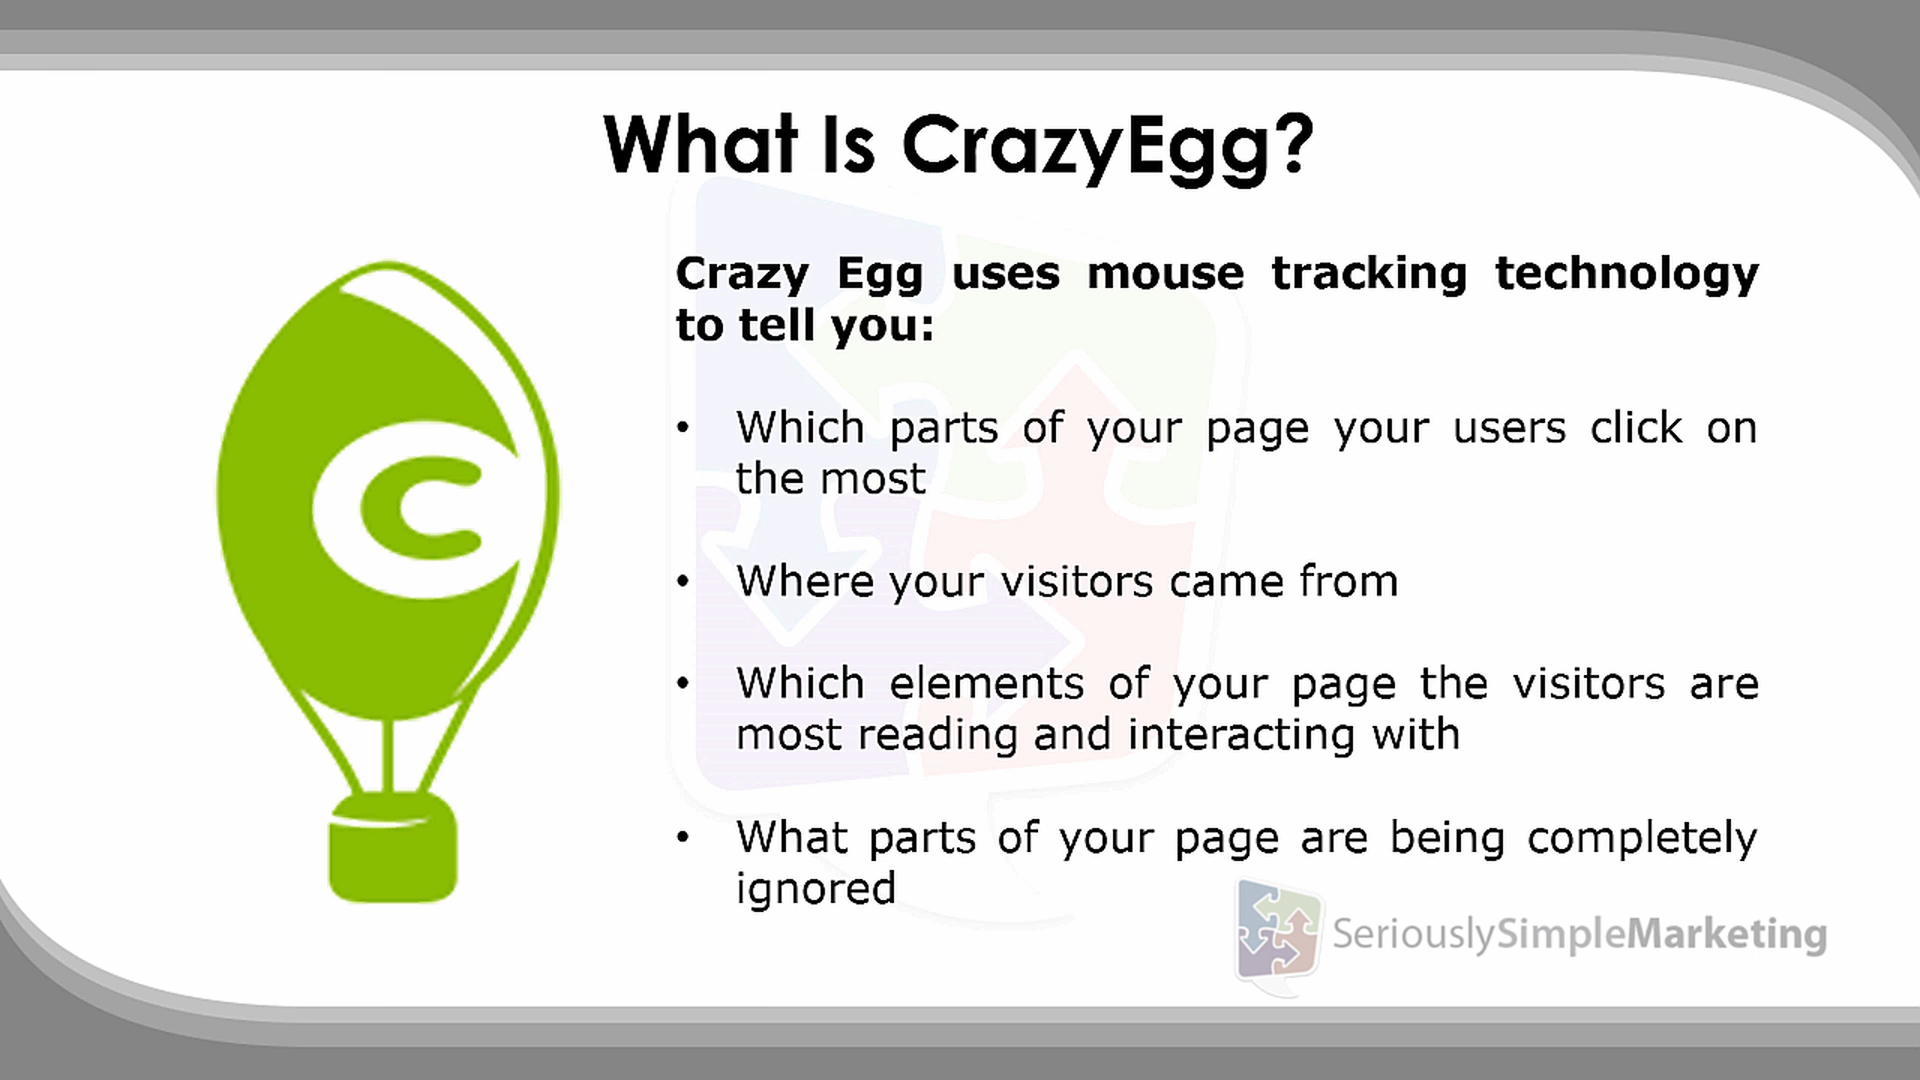 What Is CrazyEgg?
Crazy Egg uses mouse tracking technology
to tell you:
• Which parts of your page your users click on
the most
• Where your visitors came from
• Which elements of your page the visitors are
most reading and interacting with
• What parts of your page are being completely
ignored
C
SeriouslySimpleMarketing